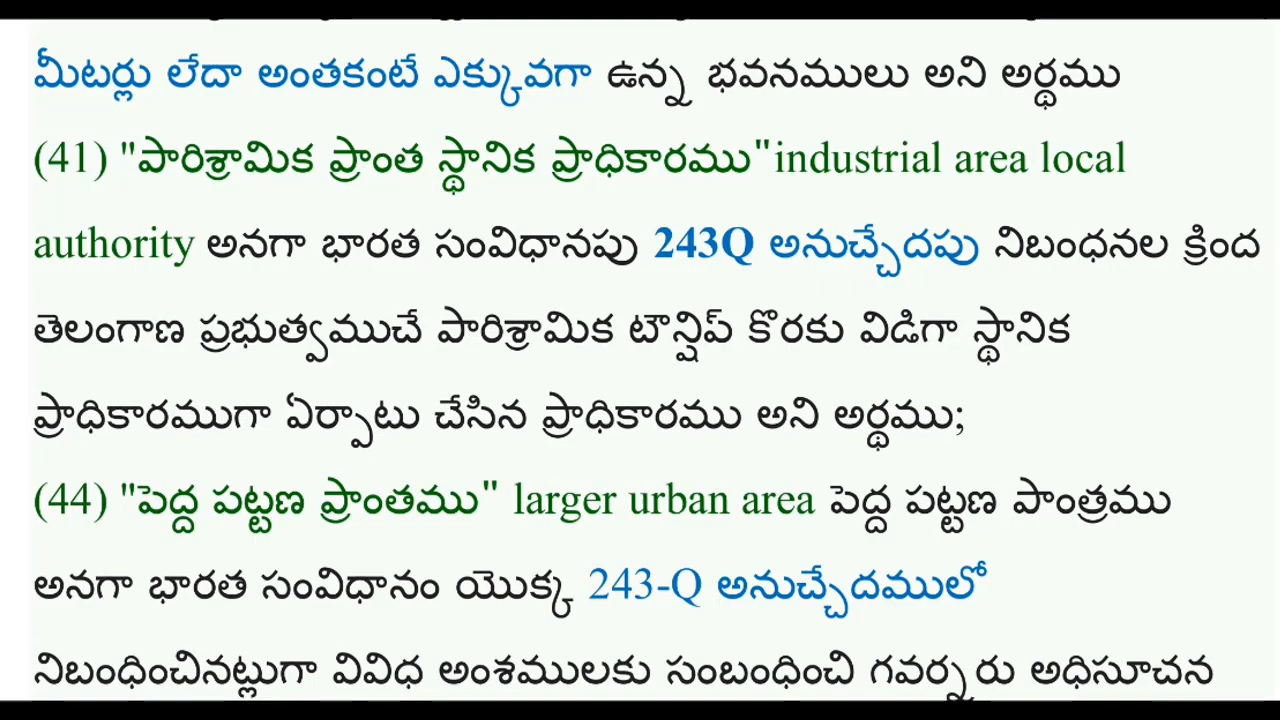 మీటర్లు లేదా అంతకంటే ఎక్కువగా ఉన్న భవనములు అని అర్థము
(41) "పారిశ్రామిక ప్రాంత స్థానిక ప్రాధికారము"industrial area local
authority అనగా భారత సంవిధానపు 243Q అనుచ్చేదపు నిబంధనల క్రింద
తెలంగాణ ప్రభుత్వముచే పారిశ్రామిక టౌన్షిప్ కొరకు విడిగా స్థానిక
ప్రాధికారముగా ఏర్పాటు చేసిన ప్రాధికారము అని అర్థము;
(44) "పెద్ద పట్టణ ప్రాంతము" larger urban area పెద్ద పట్టణ పాంత్రము
అనగా భారత సంవిధానం యొక్క 243-Q అనుచ్చేదములో
నిబంధించినట్లుగా వివిధ అంశములకు సంబంధించి గవర్నరు అధిసూచన